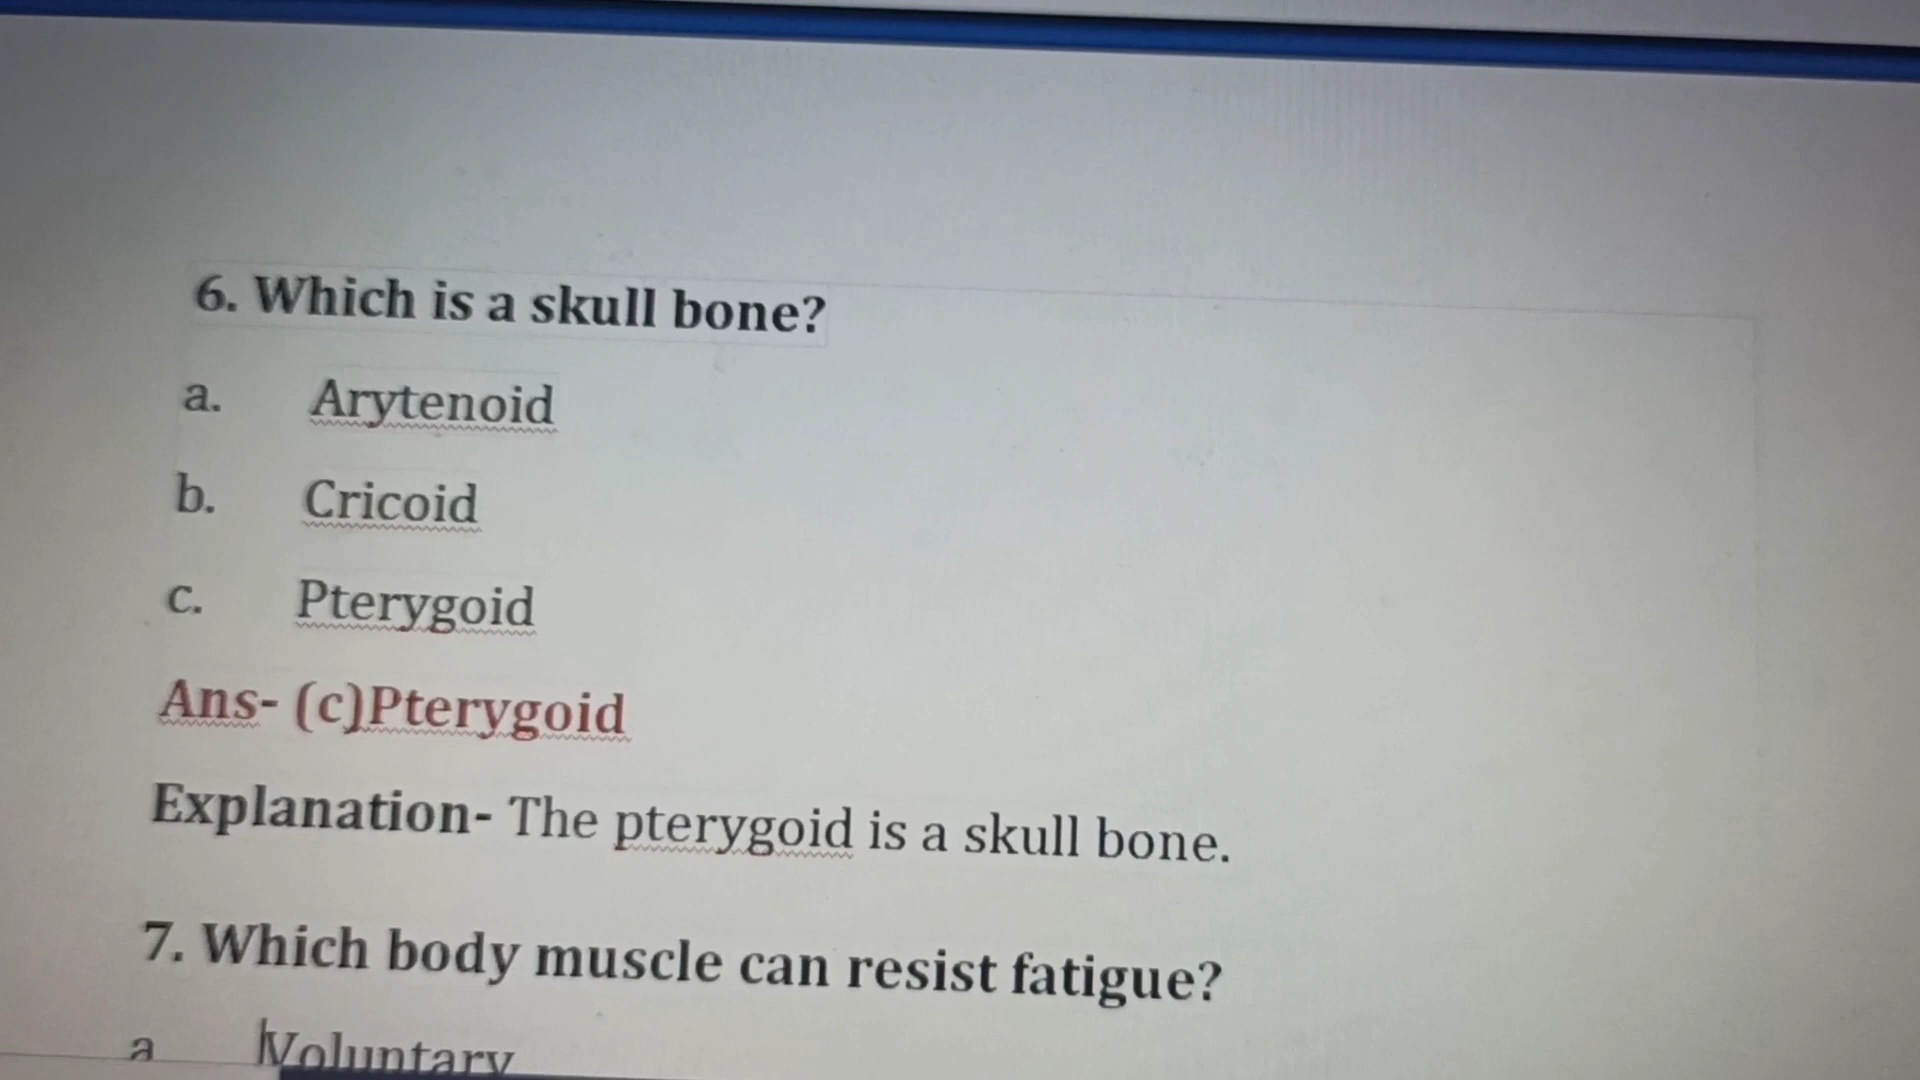 6. Which is a skull bone?
a. Arytenoid
b. Cricoid
c. Pterygoid
Ans- (c)Pterygoid
Explanation- The pterygoid is a skull bone.
7. Which body muscle can resist fatigue?
a Voluntary